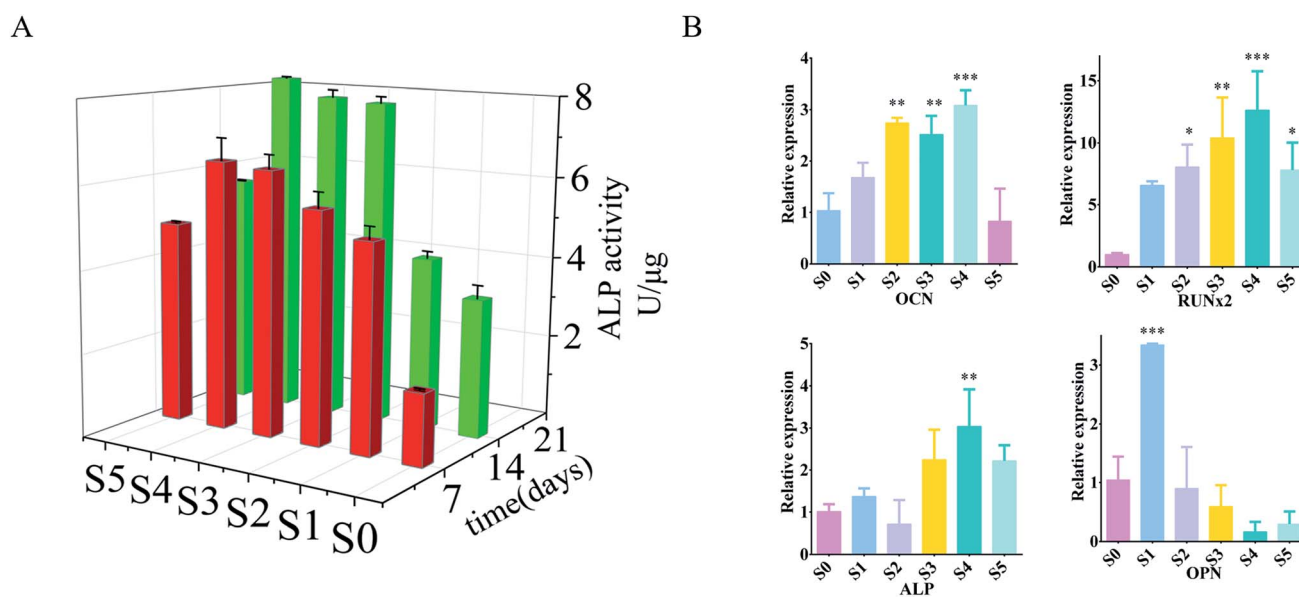 A
B
8
6
4
2
ALP activity
U/μg
S5
S4
S3
S2
S1
S0
7
14
21
time(days)
4
3
2
1
0
Relative expression
**
**
***
S0
S1
S2
S3
S4
S5
OCN
15
10
5
0
Relative expression
*
**
***
*
S0
S1
S2
S3
S4
S5
RUNx2
5
4
3
2
1
0
Relative expression
**
S0
S1
S2
S3
S4
S5
ALP
3
2
1
0
Relative expression
***
S0
S1
S2
S3
S4
S5
OPN